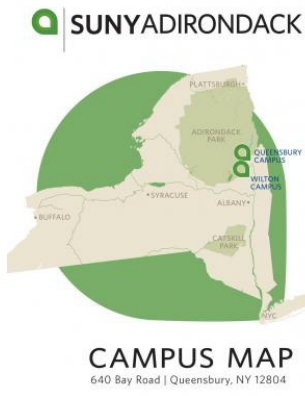 SUNYADIRONDACK
PLATTSBURGH
ADIRONDACK
PARK
QUEENSBURY
CAMPUS
WILTON
CAMPUS
SYRACUSE
ALBANY
BUFFALO
CATSKILL
PARK
NYC
CAMPUS MAP
640 Bay Road | Queensbury, NY 12804